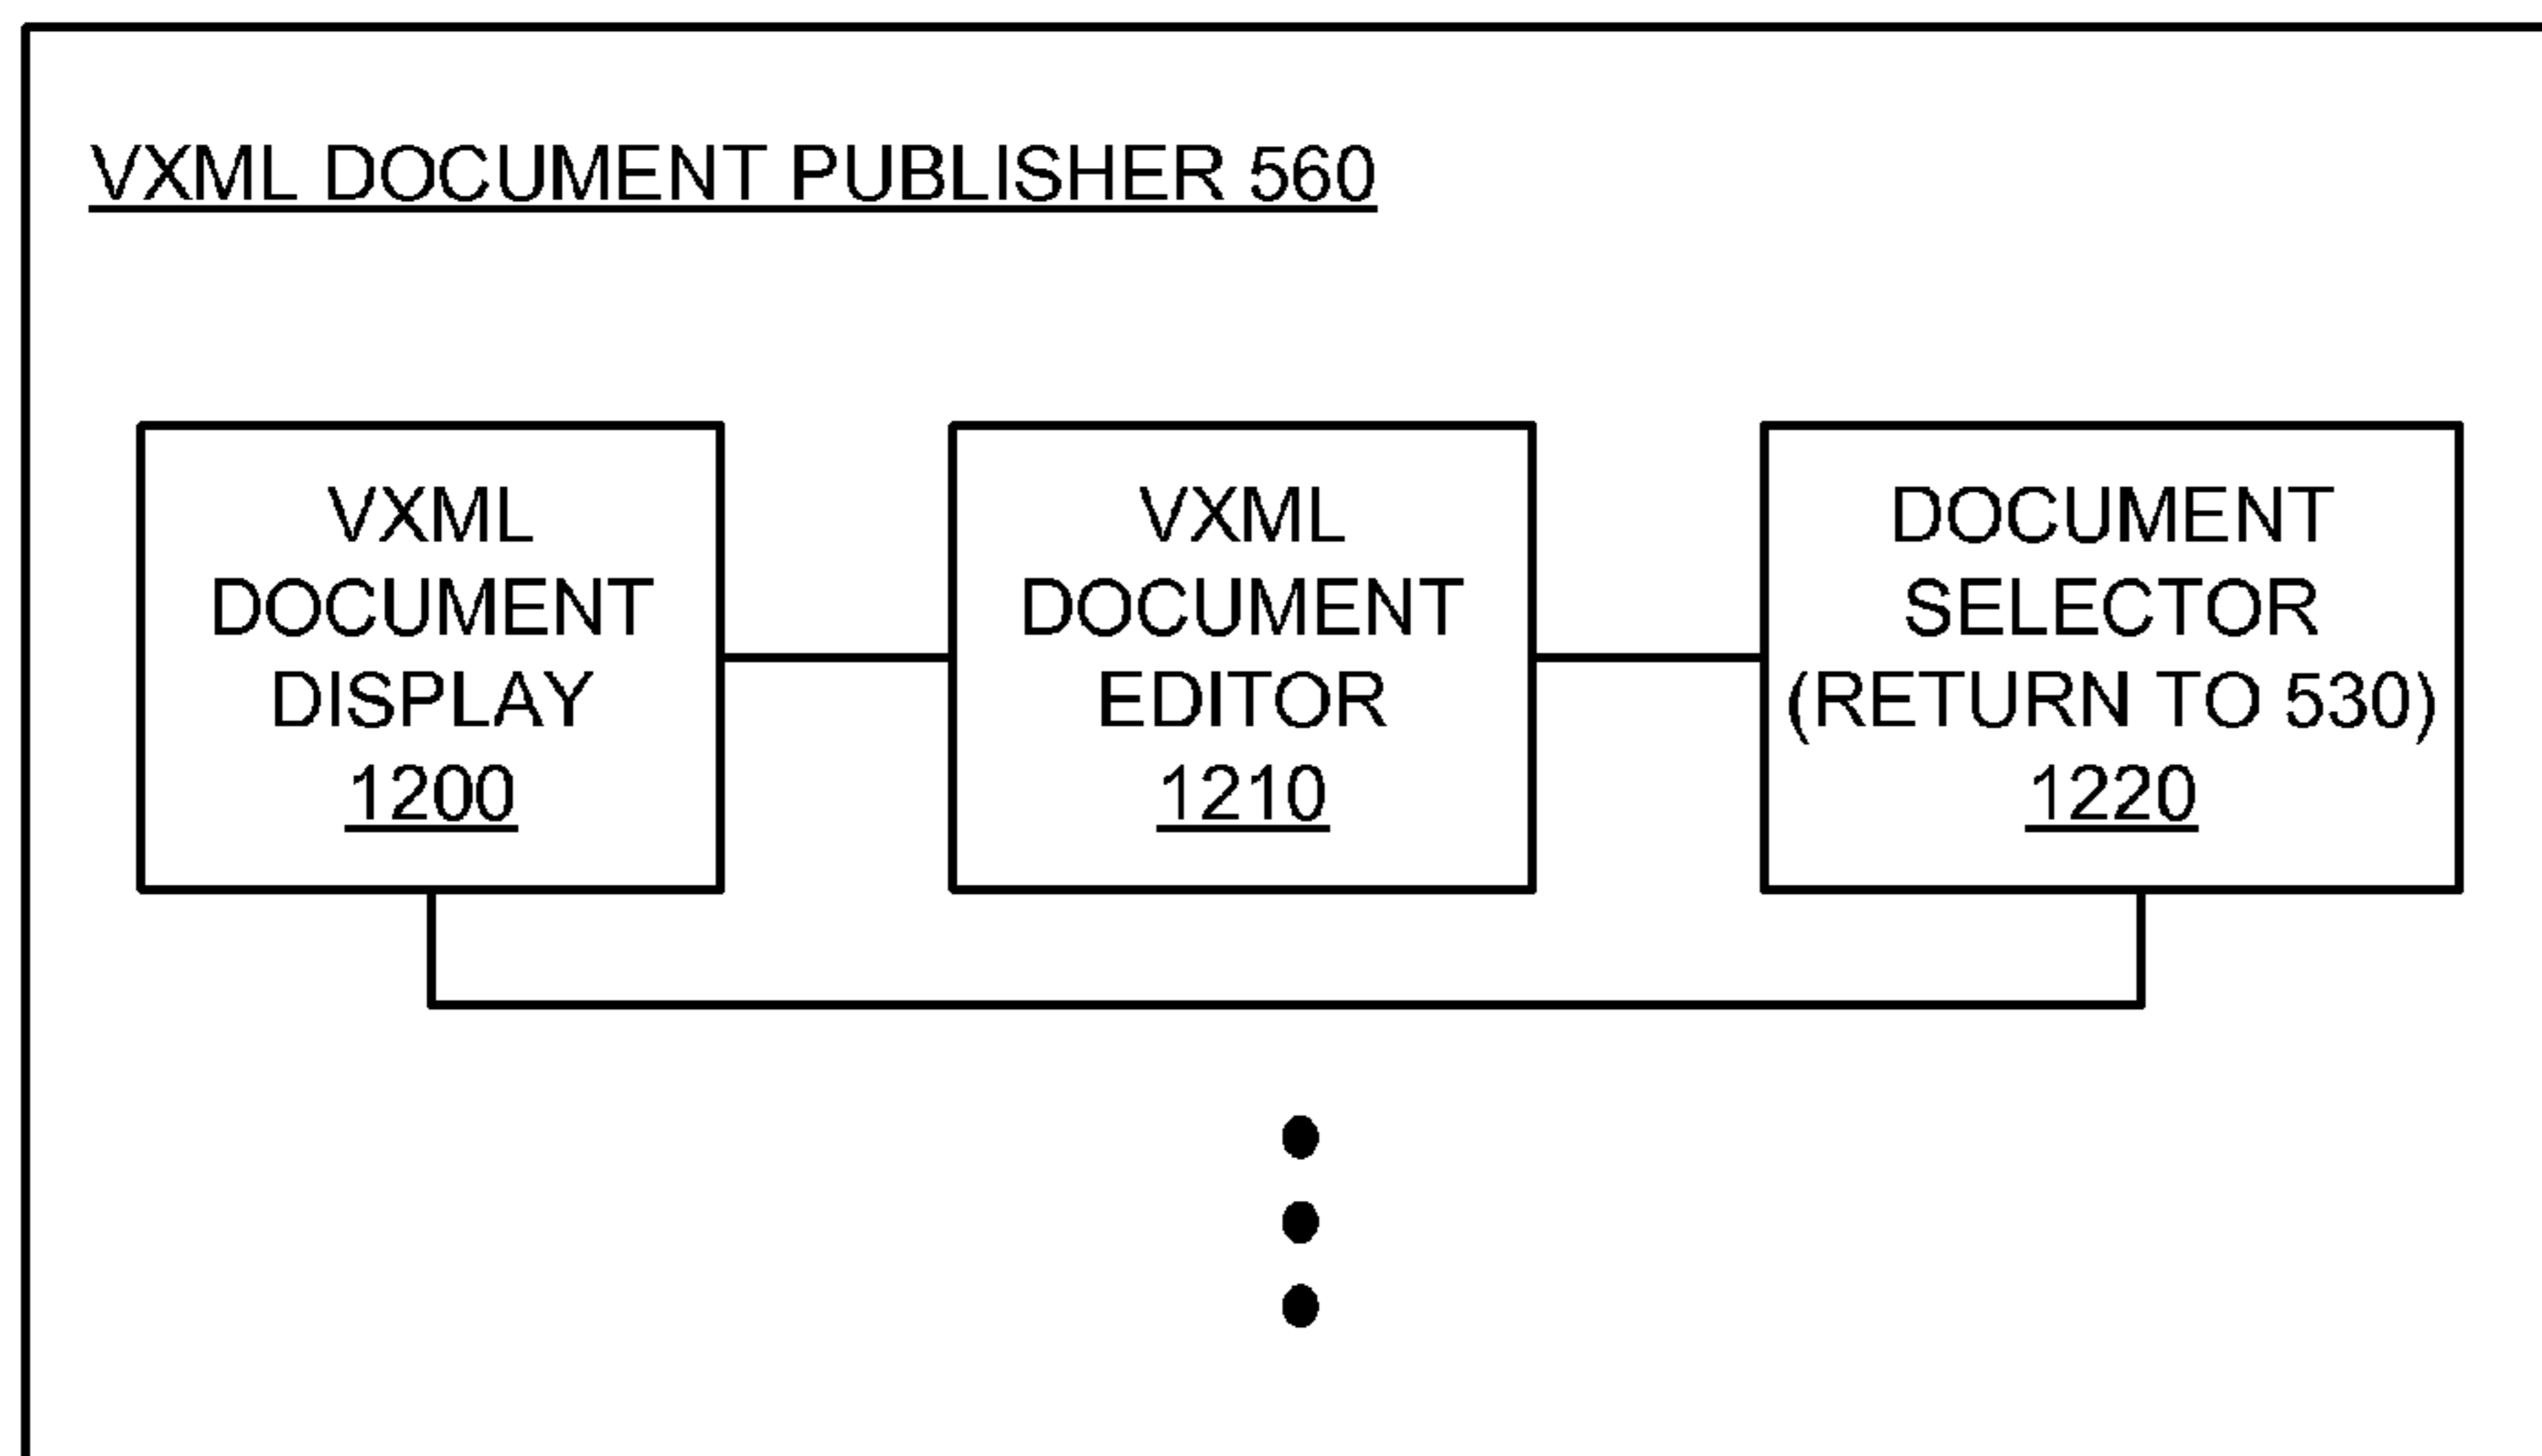 VXML DOCUMENT PUBLISHER 560
VXML
DOCUMENT
DISPLAY
1200
VXML
DOCUMENT
EDITOR
1210
DOCUMENT
SELECTOR
(RETURN TO 530)
1220